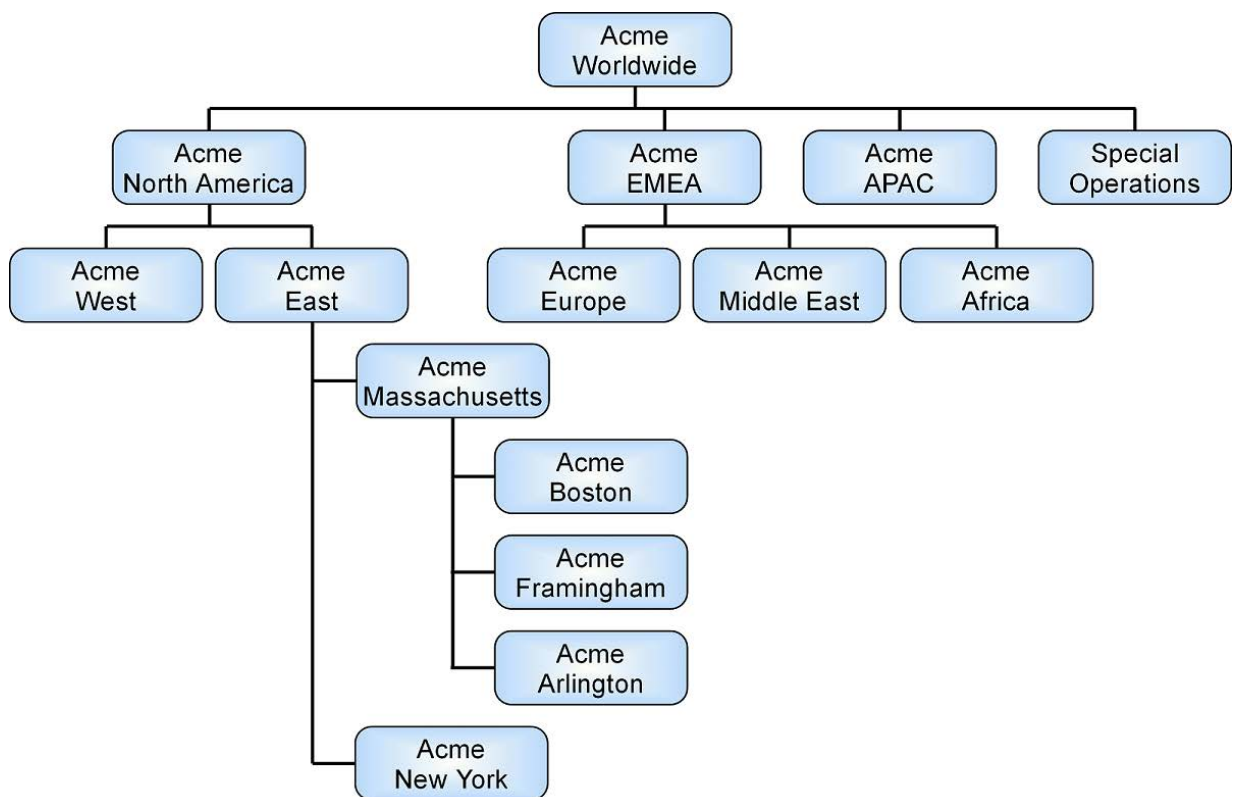 Acme
Worldwide
Acme
North America
Acme
EMEA
Acme
APAC
Special
Operations
Acme
West
Acme
East
Acme
Europe
Acme
Middle East
Acme
Africa
Acme
Massachusetts
Acme
Boston
Acme
Framingham
Acme
Arlington
Acme
New York